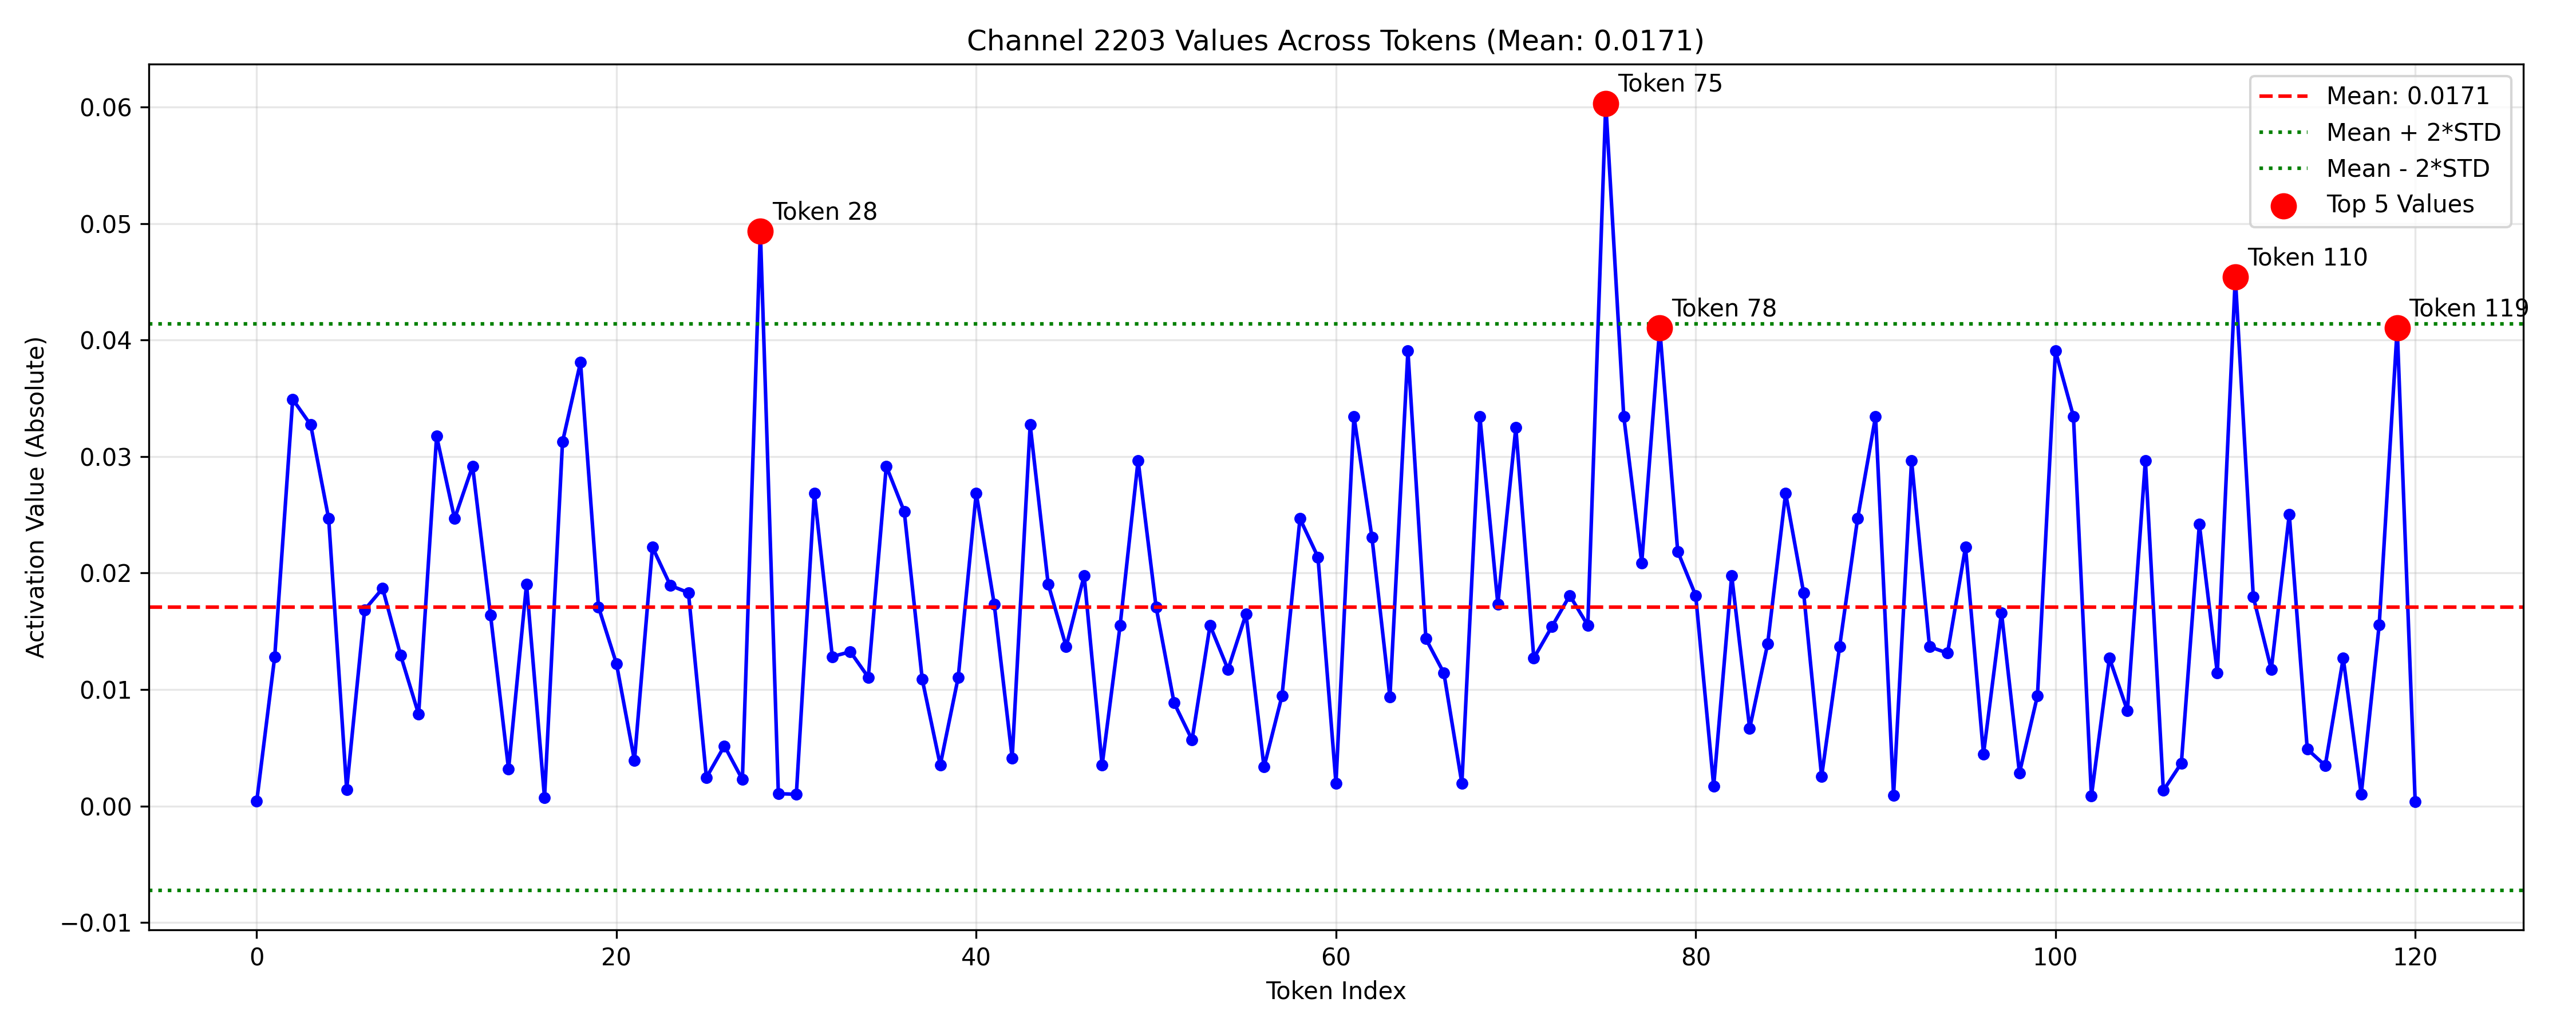 Channel 2203 Values Across Tokens (Mean: 0.0171)
Activation Value (Absolute)
0.06
0.05
0.04
0.03
0.02
0.01
0.00
−0.01
Token 28
Token 75
Token 78
Token 110
Token 119
Mean: 0.0171
Mean + 2*STD
Mean - 2*STD
Top 5 Values
0
20
40
60
80
100
120
Token Index